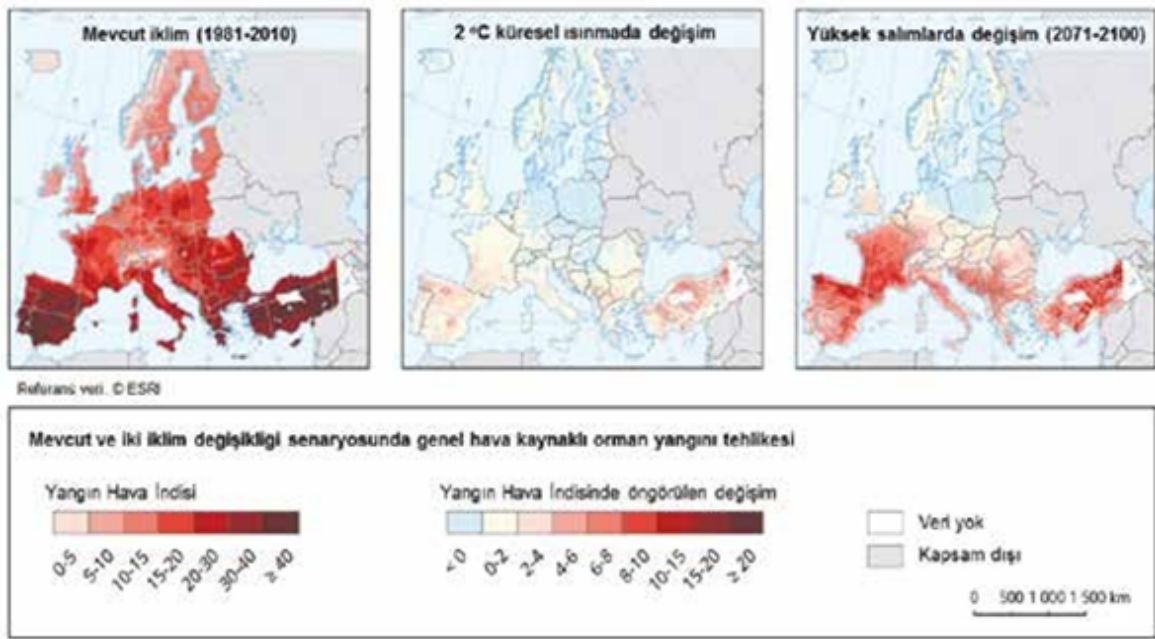 Mevcut iklim (1981-2010)
2 °C küresel ısınmada değişim
Yüksek salımlarda değişim (2071-2100)
Referans veri. © ESRI
Mevcut ve iki iklim değişikligi senaryosunda genel hava kaynaklı orman yangını tehlikesi
Yangın Hava İndisi
0-5
5-10
10-15
15-20
20-30
30-40
≥ 40
Yangın Hava İndisinde öngörülen değişim
< 0
0-2
2-4
4-6
6-8
8-10
10-15
15-20
≥ 20
Veri yok
Kapsam dışı
0 500 1 000 1 500 km